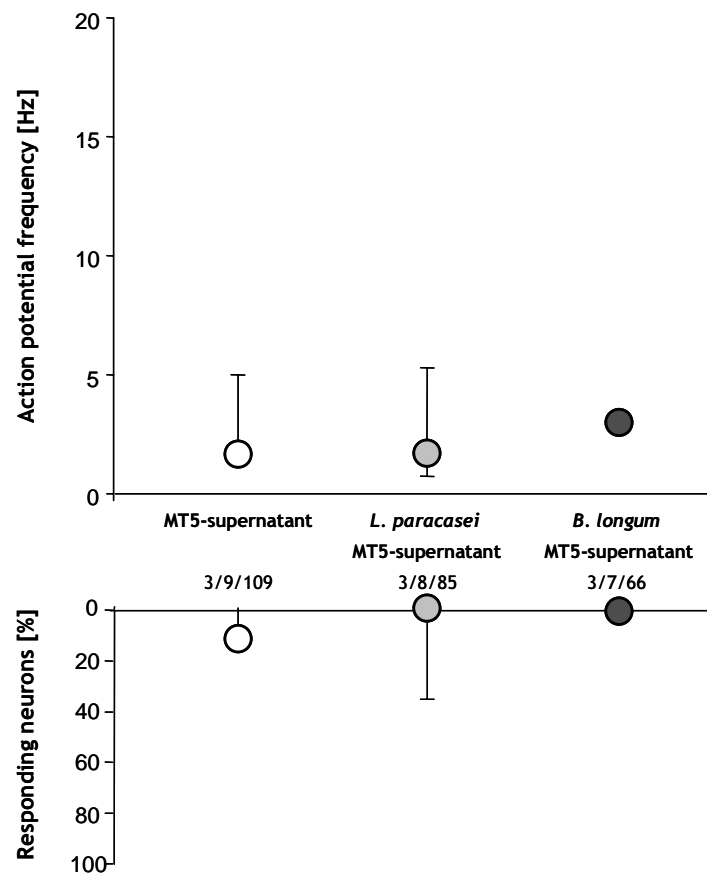 Action potential frequency [Hz]
20
15
10
5
0
MT5-supernatant
L. paracasei
MT5-supernatant
B. longum
MT5-supernatant
3/9/109
3/8/85
3/7/66
Responding neurons [%]
0
20
40
60
80
100